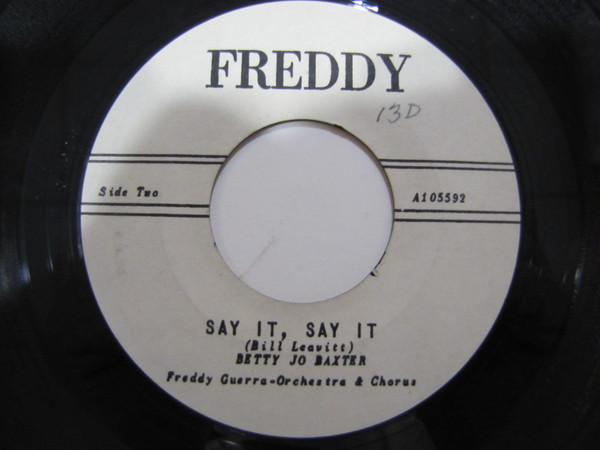 FREDDY
13D
Side Two
A105592
SAY IT, SAY IT
(Bill Leavitt)
BETTY JO BAXTER
Freddy Guerra-Orchestra & Chorus